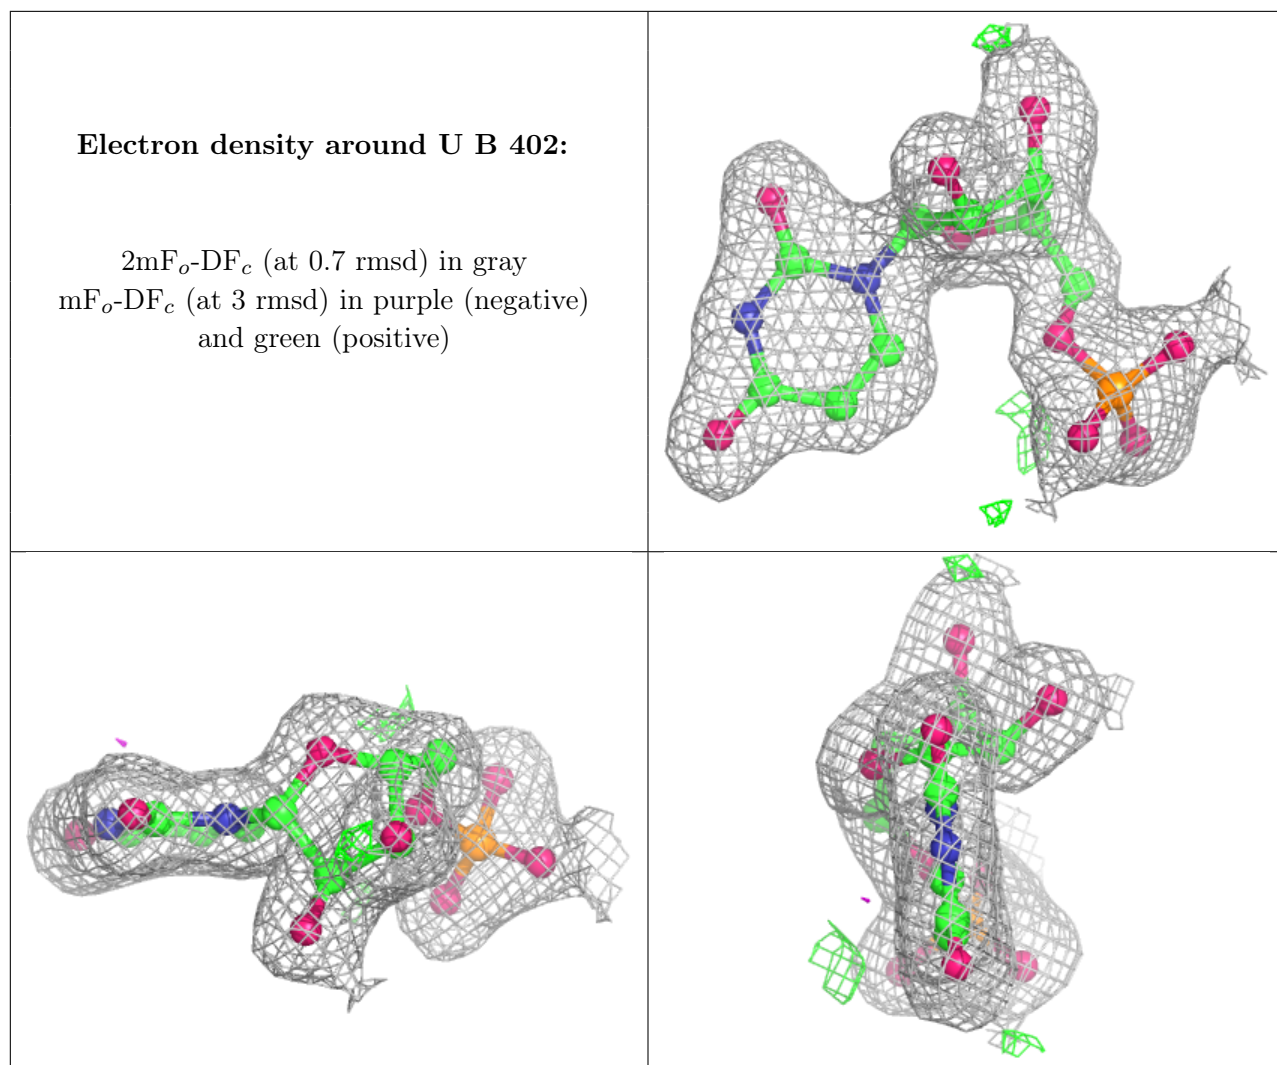 Electron density around U B 402:
2mFo-DFc (at 0.7 rmsd) in gray
mFo-DFc (at 3 rmsd) in purple (negative)
and green (positive)